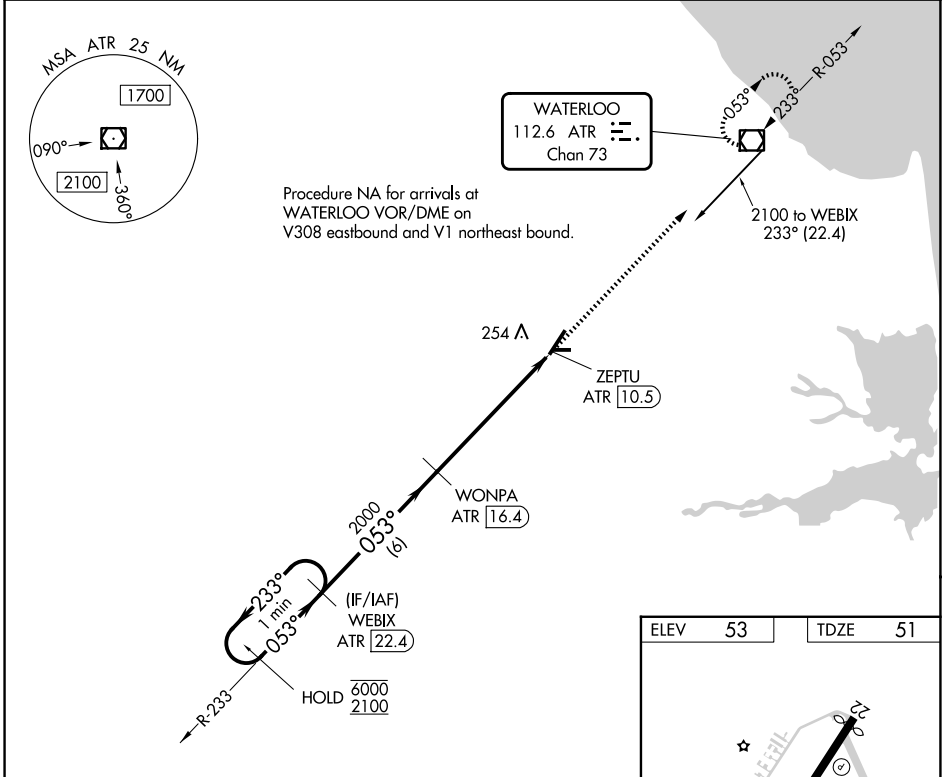 MSA ATR 25 NM
1700
090°
2100
360°
WATERLOO
112.6 ATR
Chan 73
053°
233°
R-053
Procedure NA for arrivals at
WATERLOO VOR/DME on
V308 eastbound and V1 northeast bound.
2100 to WEBIX
233° (22.4)
254
ZEPTU
ATR 10.5
WONPA
ATR 16.4
2000
053°
(6)
233°
1 min
053°
(IF/IAF)
WEBIX
ATR 22.4
HOLD 6000
2100
R-233
ELEV 53
TDZE 51
22
P